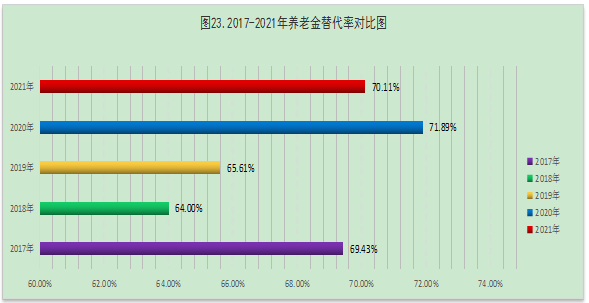 图23.2017-2021年养老金替代率对比图
2021年
70.11%
2020年
71.89%
2019年
65.61%
2018年
64.00%
2017年
69.43%
60.00%
62.00%
64.00%
66.00%
68.00%
70.00%
72.00%
74.00%
2017年
2018年
2019年
2020年
2021年